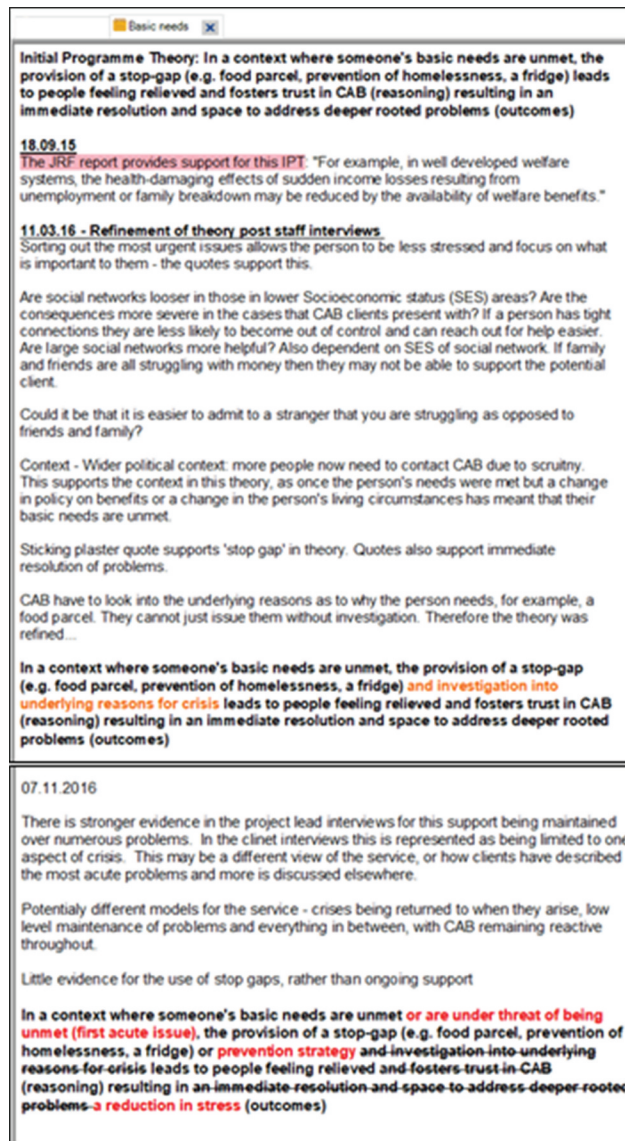 Basic needs
Initial Programme Theory: In a context where someone's basic needs are unmet, the
provision of a stop-gap (e.g. food parcel, prevention of homelessness, a fridge) leads
to people feeling relieved and fosters trust in CAB (reasoning) resulting in an
immediate resolution and space to address deeper rooted problems (outcomes)
18.09.15
The JRF report provides support for this IPT: "For example, in well developed welfare
systems, the health-damaging effects of sudden income losses resulting from
unemployment or family breakdown may be reduced by the availability of welfare benefits."
11.03.16 - Refinement of theory post staff interviews
Sorting out the most urgent issues allows the person to be less stressed and focus on what
is important to them - the quotes support this.
Are social networks looser in those in lower Socioeconomic status (SES) areas? Are the
consequences more severe in the cases that CAB clients present with? If a person has tight
connections they are less likely to become out of control and can reach out for help easier.
Are large social networks more helpful? Also dependent on SES of social network. If family
and friends are all struggling with money then they may not be able to support the potential
client.
Could it be that it is easier to admit to a stranger that you are struggling as opposed to
friends and family?
Context - Wider political context: more people now need to contact CAB due to scruitny.
This supports the context in this theory, as once the person's needs were met but a change
in policy on benefits or a change in the person's living circumstances has meant that their
basic needs are unmet.
Sticking plaster quote supports 'stop gap' in theory. Quotes also support immediate
resolution of problems.
CAB have to look into the underlying reasons as to why the person needs, for example, a
food parcel. They cannot just issue them without investigation. Therefore the theory was
refined...
In a context where someone's basic needs are unmet, the provision of a stop-gap
(e.g. food parcel, prevention of homelessness, a fridge) and investigation into
underlying reasons for crisis leads to people feeling relieved and fosters trust in CAB
(reasoning) resulting in an immediate resolution and space to address deeper rooted
problems (outcomes)
07.11.2016
There is stronger evidence in the project lead interviews for this support being maintained
over numerous problems. In the clinet interviews this is represented as being limited to one
aspect of crisis. This may be a different view of the service, or how clients have described
the most acute problems and more is discussed elsewhere.
Potentialy different models for the service - crises being returned to when they arise, low
level maintenance of problems and everything in between, with CAB remaining reactive
throughout.
Little evidence for the use of stop gaps, rather than ongoing support
In a context where someone's basic needs are unmet or are under threat of being
unmet (first acute issue), the provision of a stop-gap (e.g. food parcel, prevention of
homelessness, a fridge) or prevention strategy and investigation into underlying
reasons for crisis leads to people feeling relieved and fosters trust in CAB
(reasoning) resulting in an immediate resolution and space to address deeper rooted
problems a reduction in stress (outcomes)